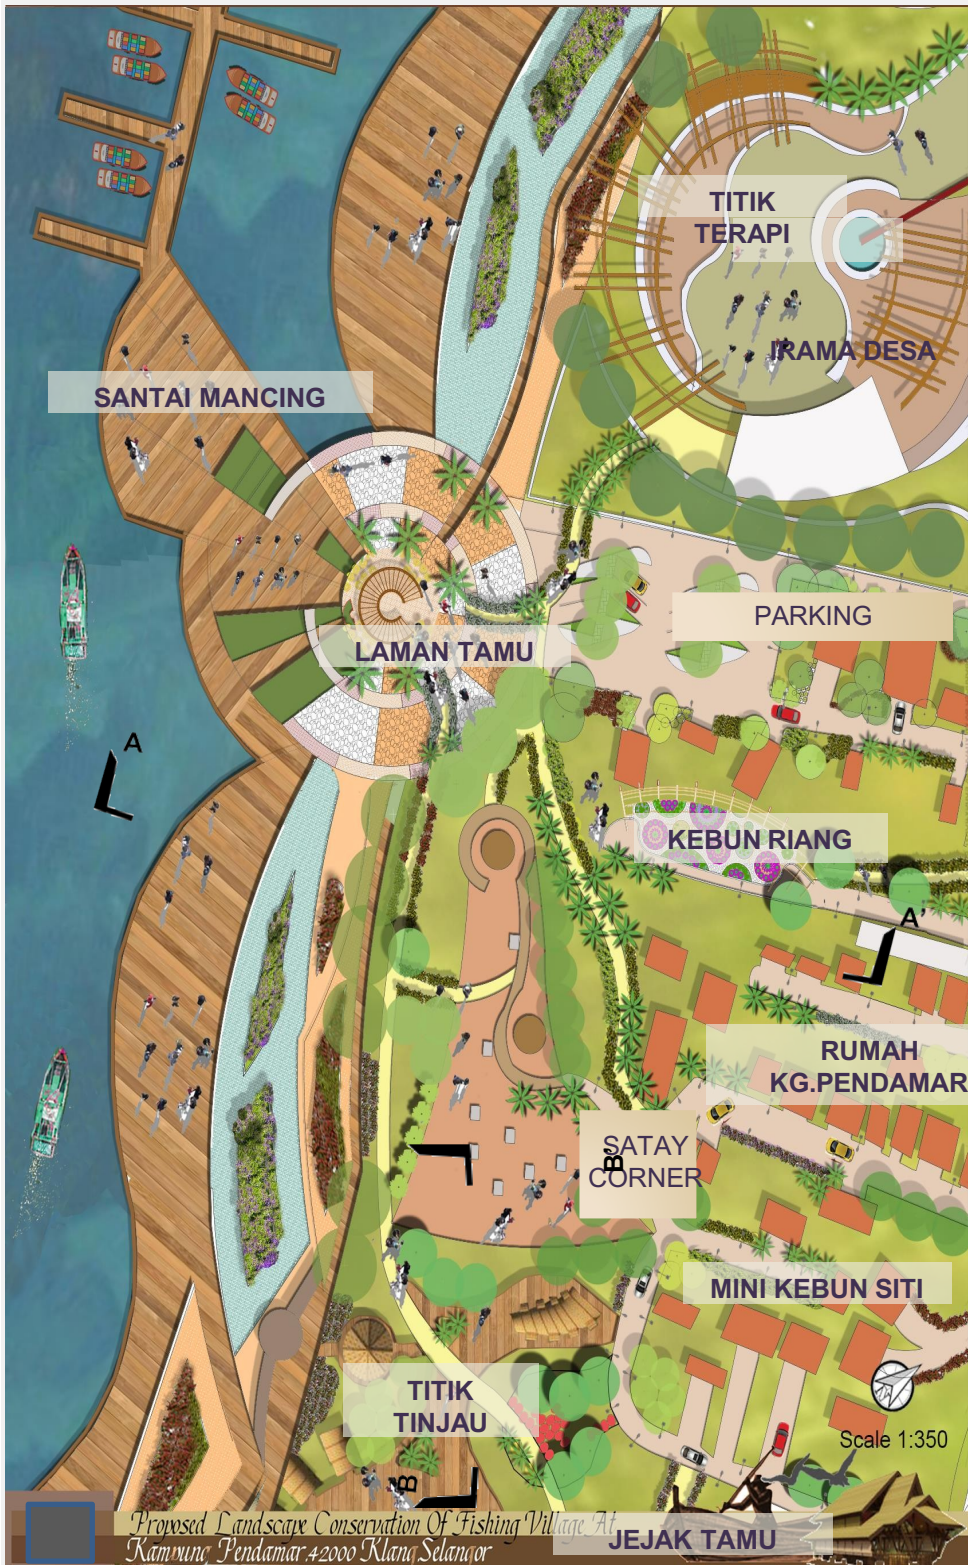 TITIK
TERAPI
IRAMA DESA
SANTAI MANCING
PARKING
LAMAN TAMU
A
KEBUN RIANG
A'
RUMAH
KG.PENDAMAR
SATAY
CORNER
B'
MINI KEBUN SITI
TITIK
TINJAU
Scale 1:350
B
Proposed Landscape Conservation Of Fishing Village At
Kampung Pendamar,42000 Klang,Selangor
JEJAK TAMU